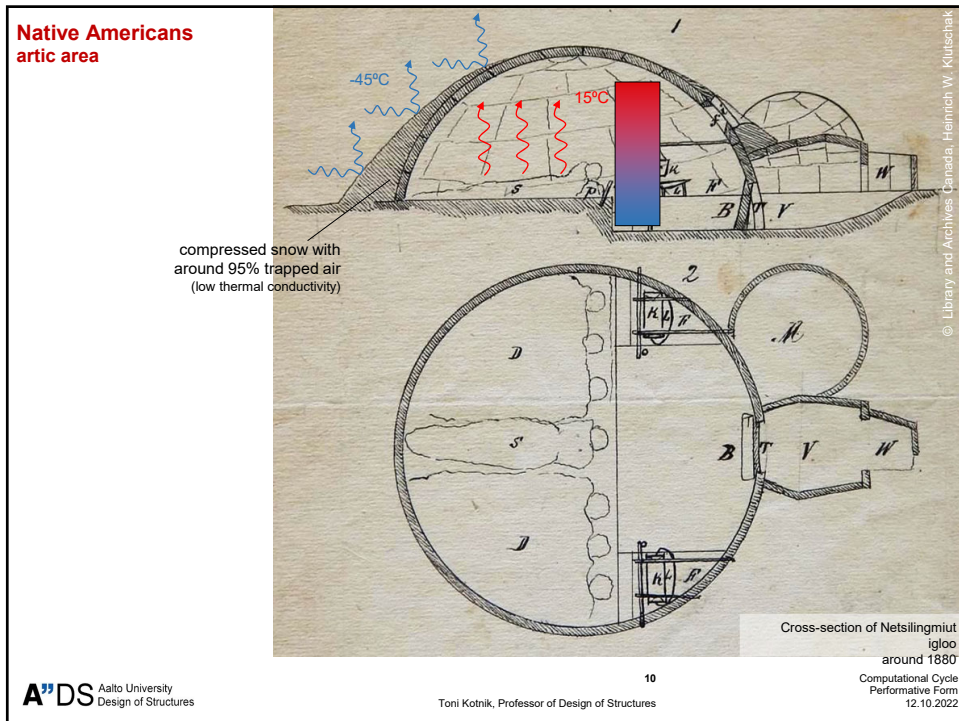 Native Americans
artic area
1
-45ºC
15ºC
f
k
S
P
L
F
B
T
V
W
compressed snow with
around 95% trapped air
(low thermal conductivity)
2
K L F
D
M
S
B T V W
D
K L F
© Library and Archives Canada, Heinrich W. Klutschak
Cross-section of Netsilingmiut
igloo
around 1880
A”DS Aalto University
Design of Structures
10
Toni Kotnik, Professor of Design of Structures
Computational Cycle
Performative Form
12.10.2022